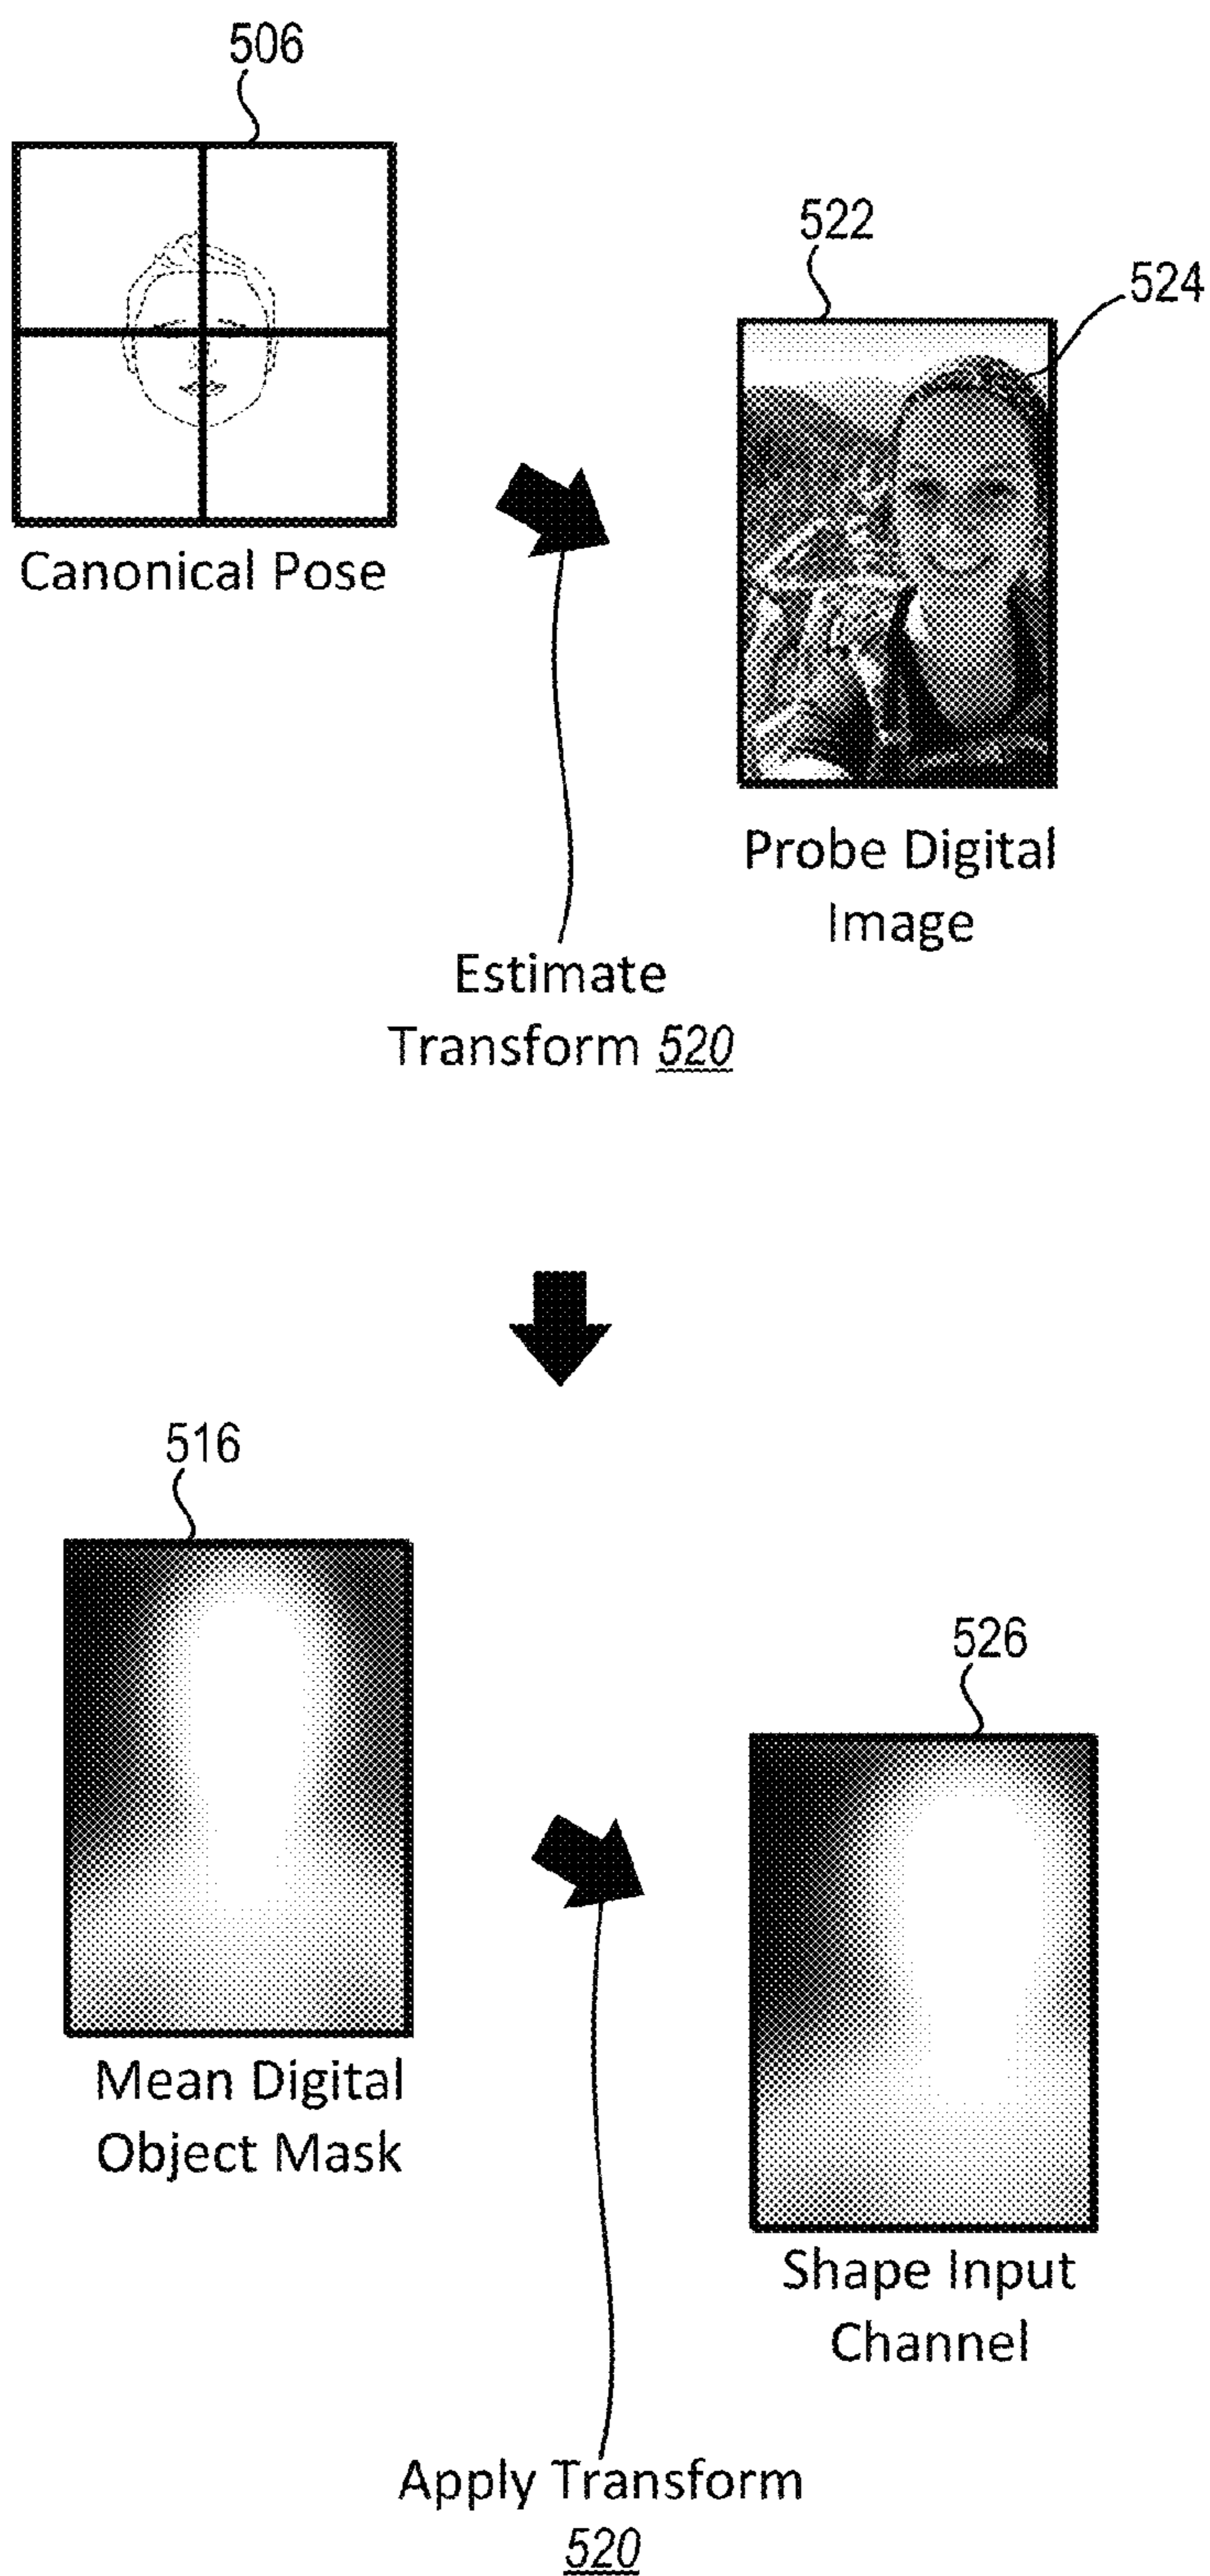 506
522
524
Canonical Pose
Probe Digital
Image
Estimate
Transform 520
516
526
Mean Digital
Object Mask
Shape Input
Channel
Apply Transform
520